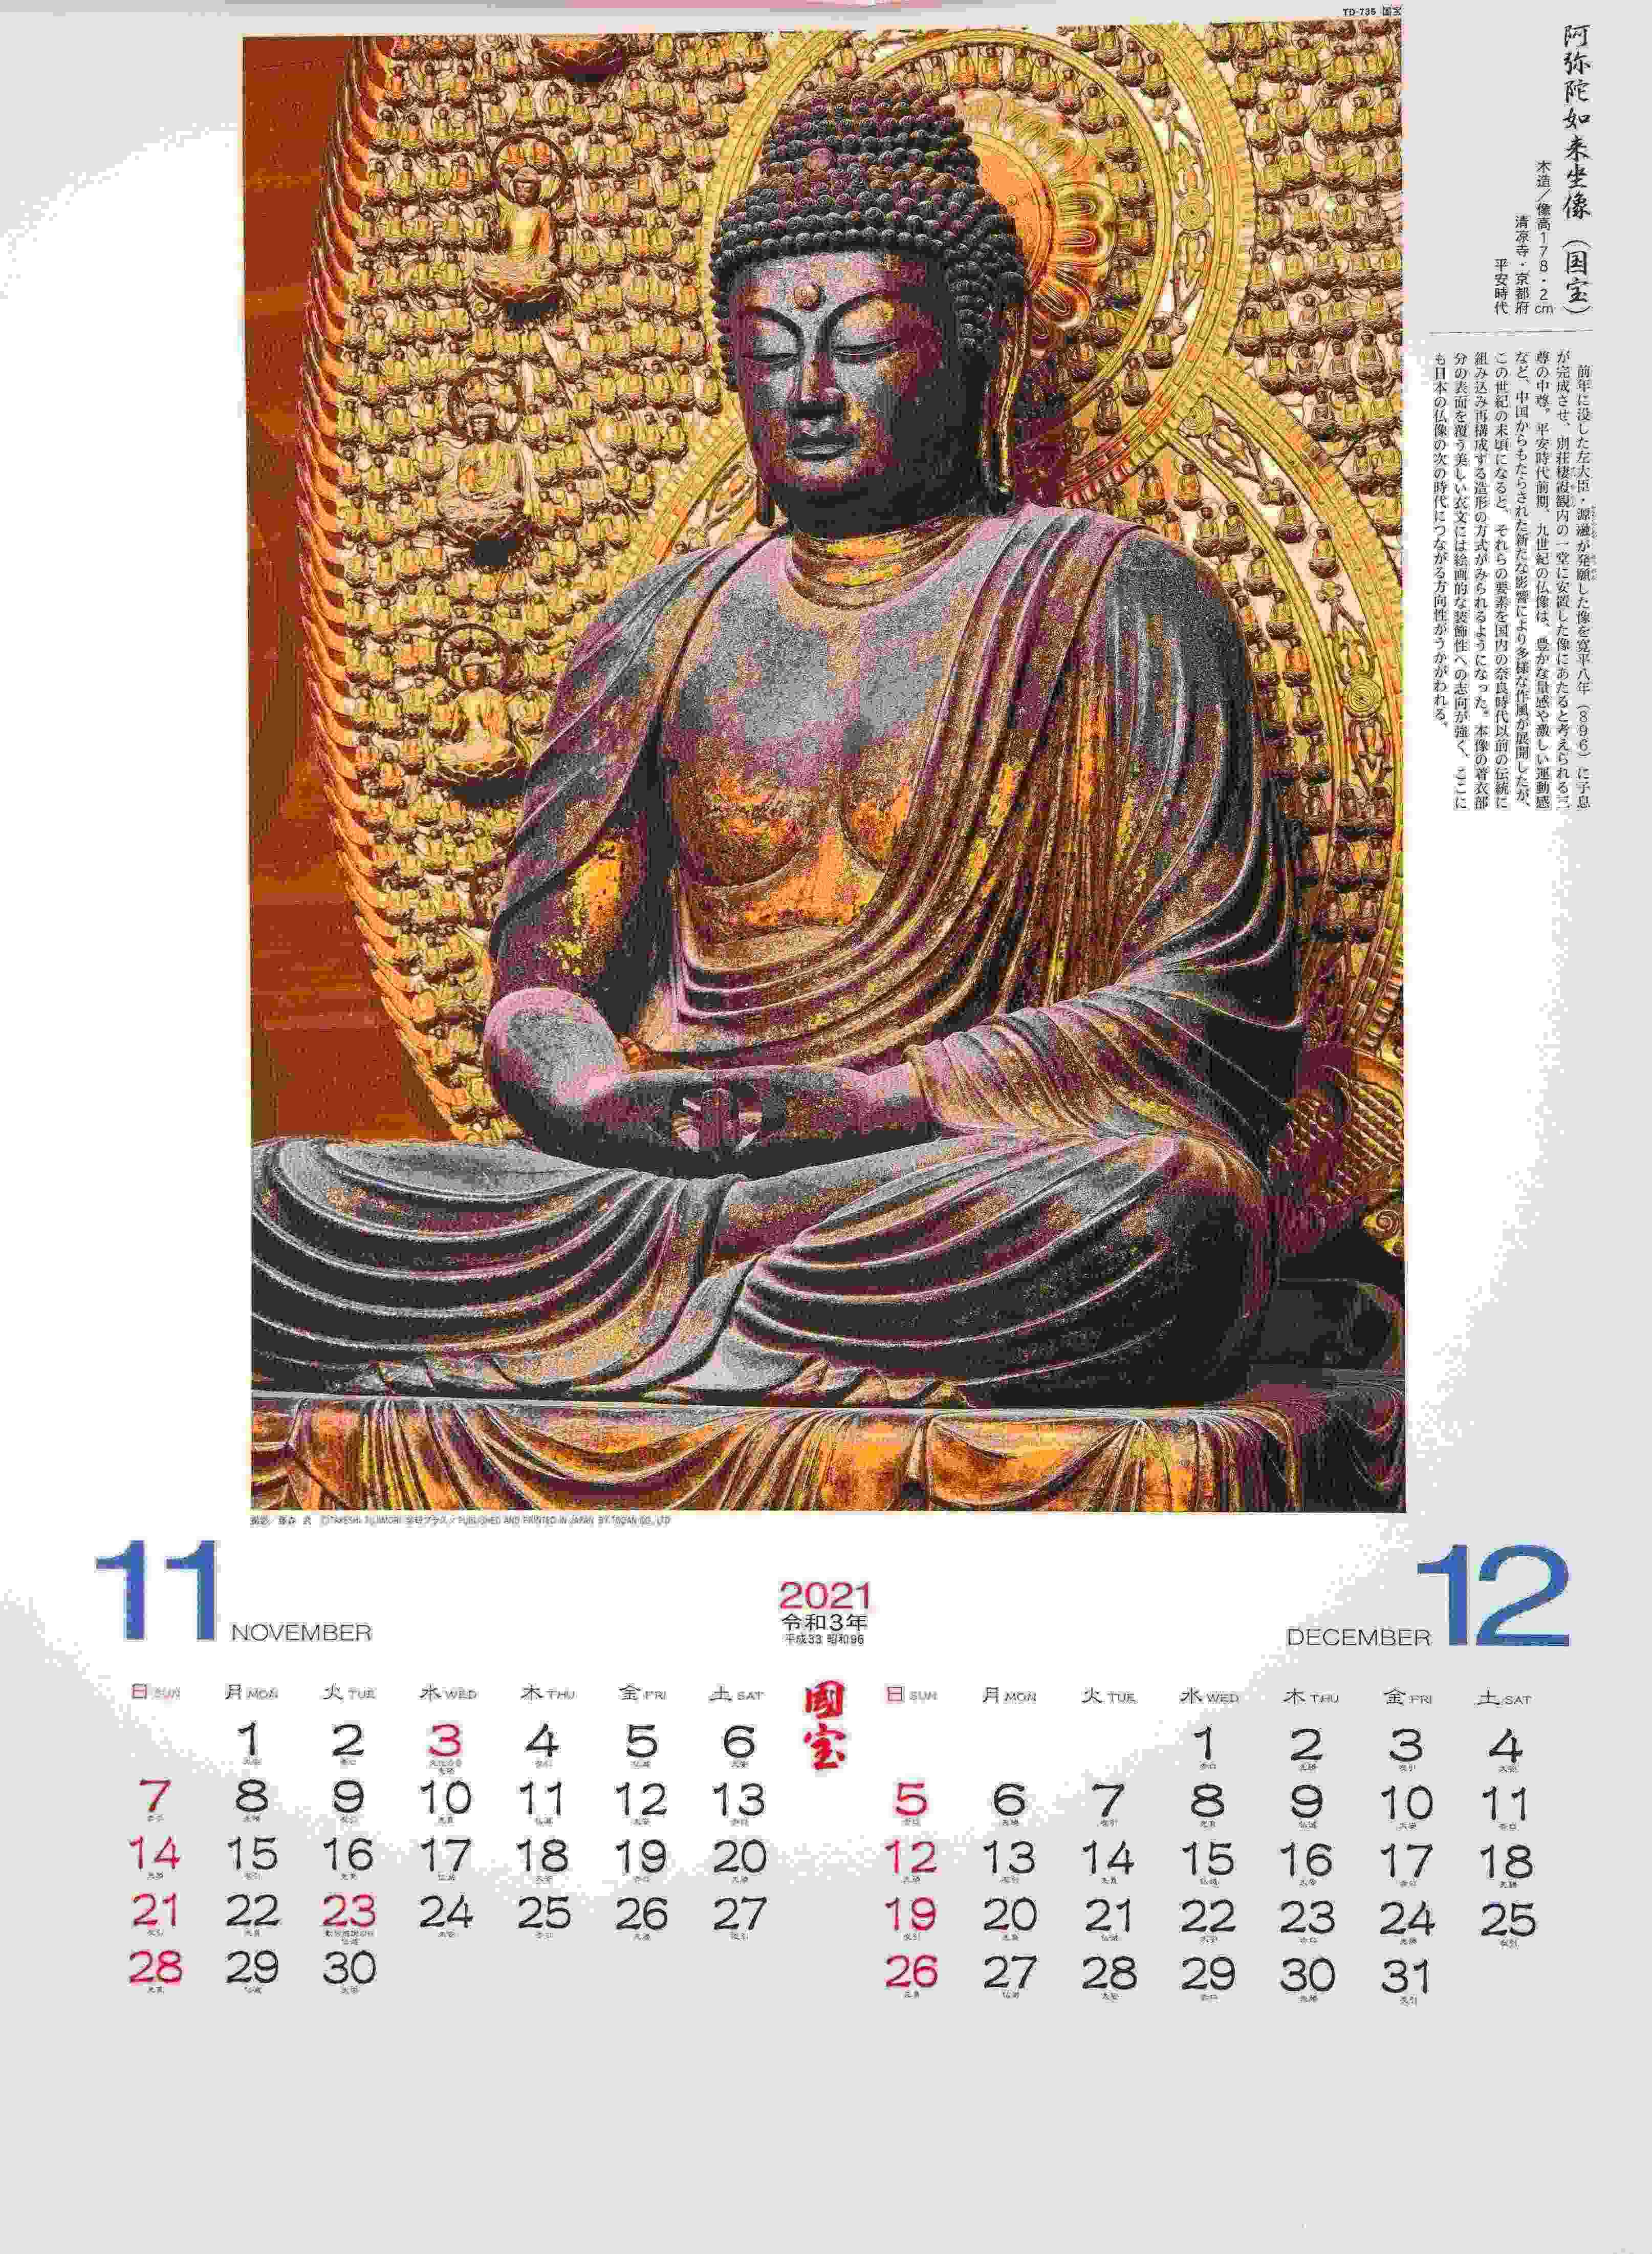 TD-735 国宝
阿弥陀如来坐像（国宝）
木造／像高178・2cm
清凉寺・京都府
平安時代
前年に没した左大臣・源融が発願した像を寛平八年（896）に子息
が完成させ、別荘棲霞観内の一堂に安置した像にあたると考えられる三
尊の中尊。平安時代前期、九世紀の仏像は、豊かな量感や激しい運動感
など、中国からもたらされた新たな影響により多様な作風が展開したが、
この世紀の末頃になると、それらの要素を国内の奈良時代以前の伝統に
組み込み再構成する造形の方式がみられるようになった。本像の着衣部
分の表面を覆う美しい衣文には絵画的な装飾性への志向が強く、ここに
も日本の仏像の次の時代につながる方向性がうかがわれる。
撮影／藤森 武 ©TAKESHI FUJIMORI 学研プラス／PUBLISHED AND PRINTED IN JAPAN BY TODAN CO., LTD
11 NOVEMBER
2021
令和3年
平成33 昭和96
12 DECEMBER
國宝
日 SUN 月 MON 火 TUE 水 WED 木 THU 金 FRI 土 SAT
1 2 3 4 5 6
7 8 9 10 11 12 13
14 15 16 17 18 19 20
21 22 23 24 25 26 27
28 29 30
日 SUN 月 MON 火 TUE 水 WED 木 THU 金 FRI 土 SAT
1 2 3 4
5 6 7 8 9 10 11
12 13 14 15 16 17 18
19 20 21 22 23 24 25
26 27 28 29 30 31